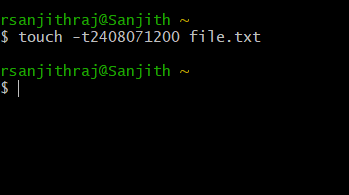 rsanjithraj@Sanjith ~
$ touch -t2408071200 file.txt
rsanjithraj@Sanjith ~
$